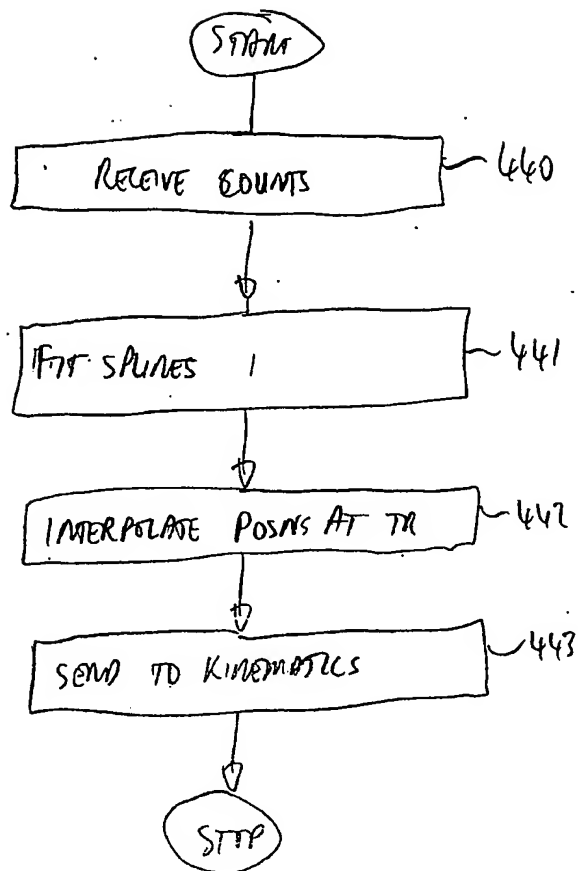 START
RECEIVE COUNTS
440
FIT SPLINES
441
INTERPOLATE POSNS AT TR
442
SEND TO KINEMATICS
443
STOP